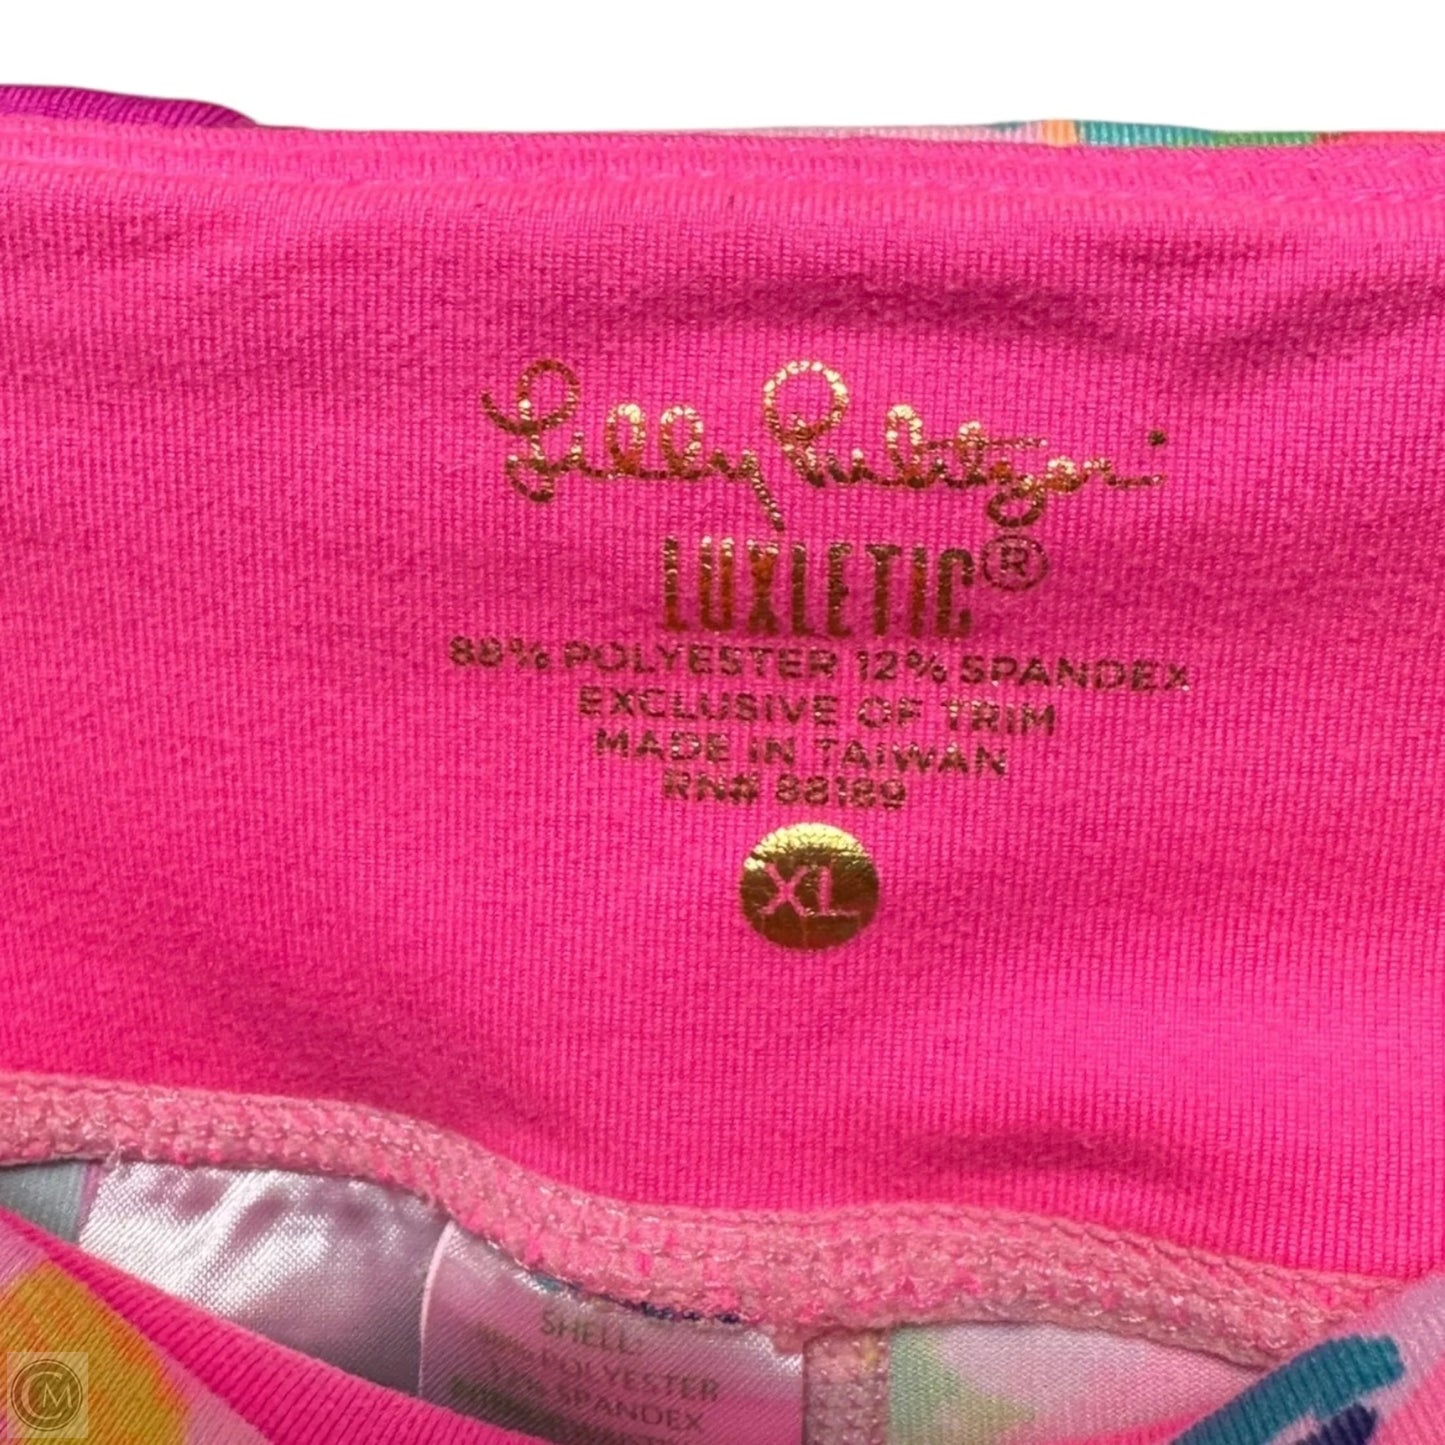 Lilly Pulitzer
LUXLETIC®
88% POLYESTER 12% SPANDEX
EXCLUSIVE OF TRIM
MADE IN TAIWAN
RN# 88189
XL
SHELL:
POLYESTER
SPANDEX
CM